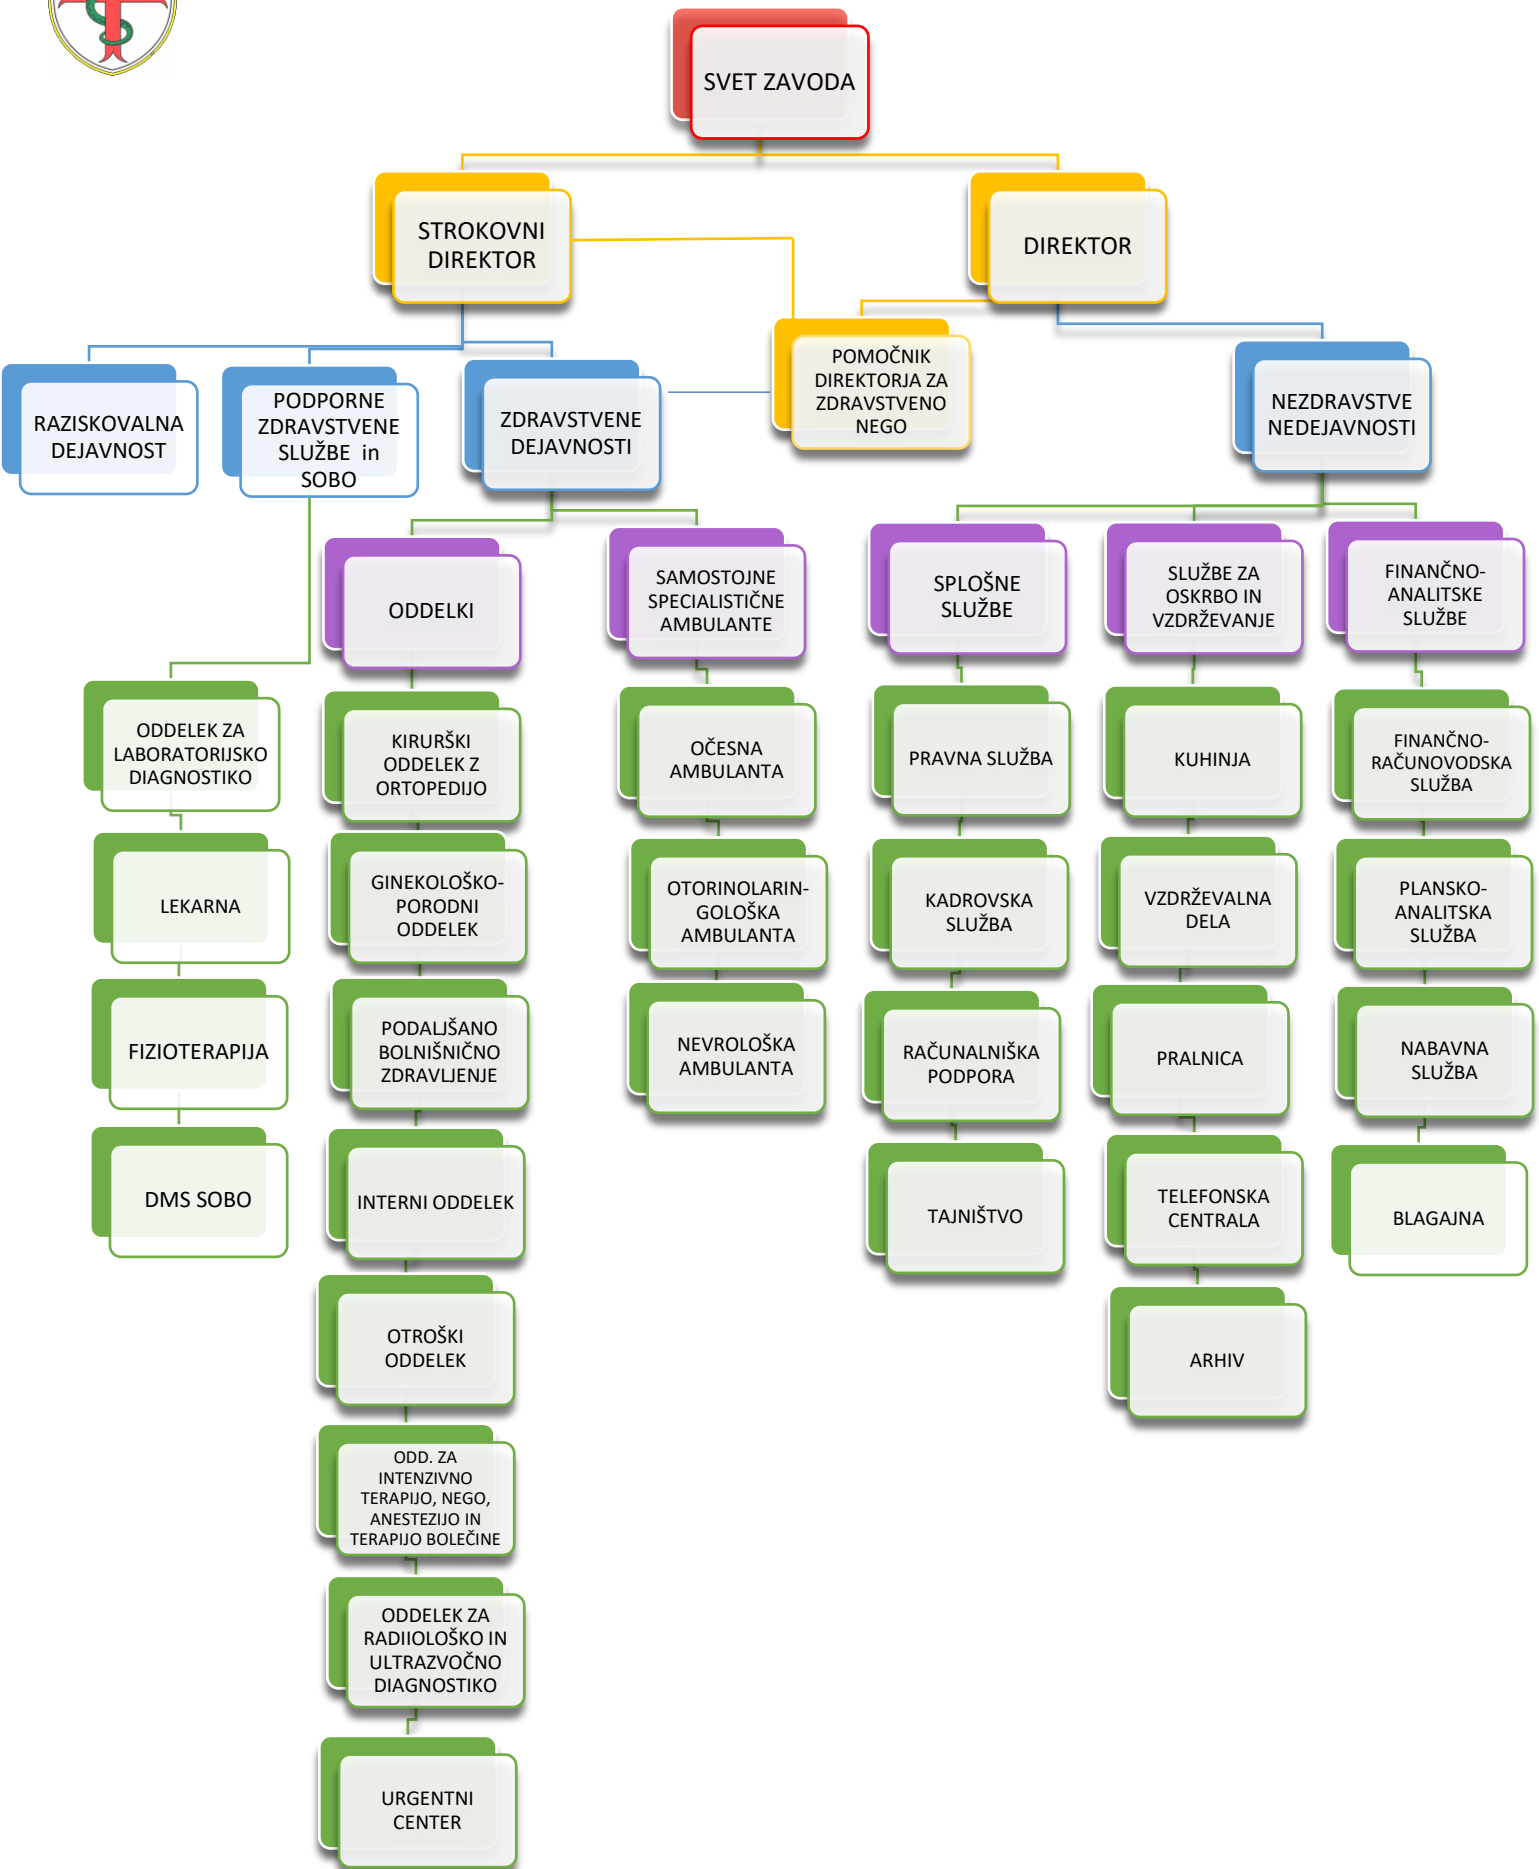 SVET ZAVODA
STROKOVNI
DIREKTOR
DIREKTOR
POMOČNIK
DIREKTORJA ZA
ZDRAVSTVENO
NEGO
RAZISKOVALNA
DEJAVNOST
PODPORNE
ZDRAVSTVENE
SLUŽBE in
SOBO
ZDRAVSTVENE
DEJAVNOSTI
NEZDRAVSTVE
NEDEJAVNOSTI
ODDELKI
SAMOSTOJNE
SPECIALISTIČNE
AMBULANTE
SPLOŠNE
SLUŽBE
SLUŽBE ZA
OSKRBO IN
VZDRŽEVANJE
FINANČNO-
ANALITSKE
SLUŽBE
ODDELEK ZA
LABORATORIJSKO
DIAGNOSTIKO
LEKARNA
FIZIOTERAPIJA
DMS SOBO
KIRURŠKI
ODDELEK Z
ORTOPEDIJO
GINEKOLOŠKO-
PORODNI
ODDELEK
PODALJŠANO
BOLNIŠNIČNO
ZDRAVLJENJE
INTERNI ODDELEK
OTROŠKI
ODDELEK
ODD. ZA
INTENZIVNO
TERAPIJO, NEGO,
ANESTEZIJO IN
TERAPIJO BOLEČINE
ODDELEK ZA
RADIIOLOŠKO IN
ULTRAZVOČNO
DIAGNOSTIKO
URGENTNI
CENTER
OČESNA
AMBULANTA
OTORINOLARIN-
GOLOŠKA
AMBULANTA
NEVROLOŠKA
AMBULANTA
PRAVNA SLUŽBA
KADROVSKA
SLUŽBA
RAČUNALNIŠKA
PODPORA
TAJNIŠTVO
KUHINJA
VZDRŽEVALNA
DELA
PRALNICA
TELEFONSKA
CENTRALA
ARHIV
FINANČNO-
RAČUNOVODSKA
SLUŽBA
PLANSKO-
ANALITSKA
SLUŽBA
NABAVNA
SLUŽBA
BLAGAJNA